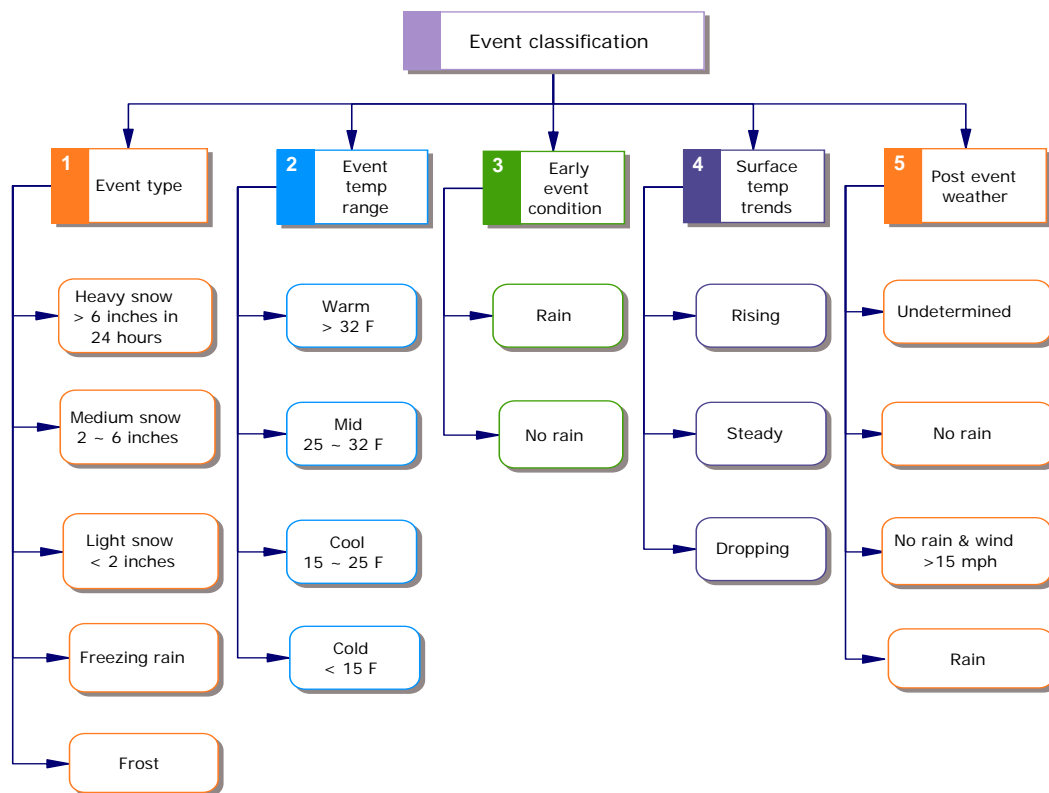 Event classification
1
Event type
Heavy snow
> 6 inches in
24 hours
Medium snow
2 ~ 6 inches
Light snow
< 2 inches
Freezing rain
Frost
2
Event
temp
range
Warm
> 32 F
Mid
25 ~ 32 F
Cool
15 ~ 25 F
Cold
< 15 F
3
Early
event
condition
Rain
No rain
4
Surface
temp
trends
Rising
Steady
Dropping
5
Post event
weather
Undetermined
No rain
No rain & wind
>15 mph
Rain